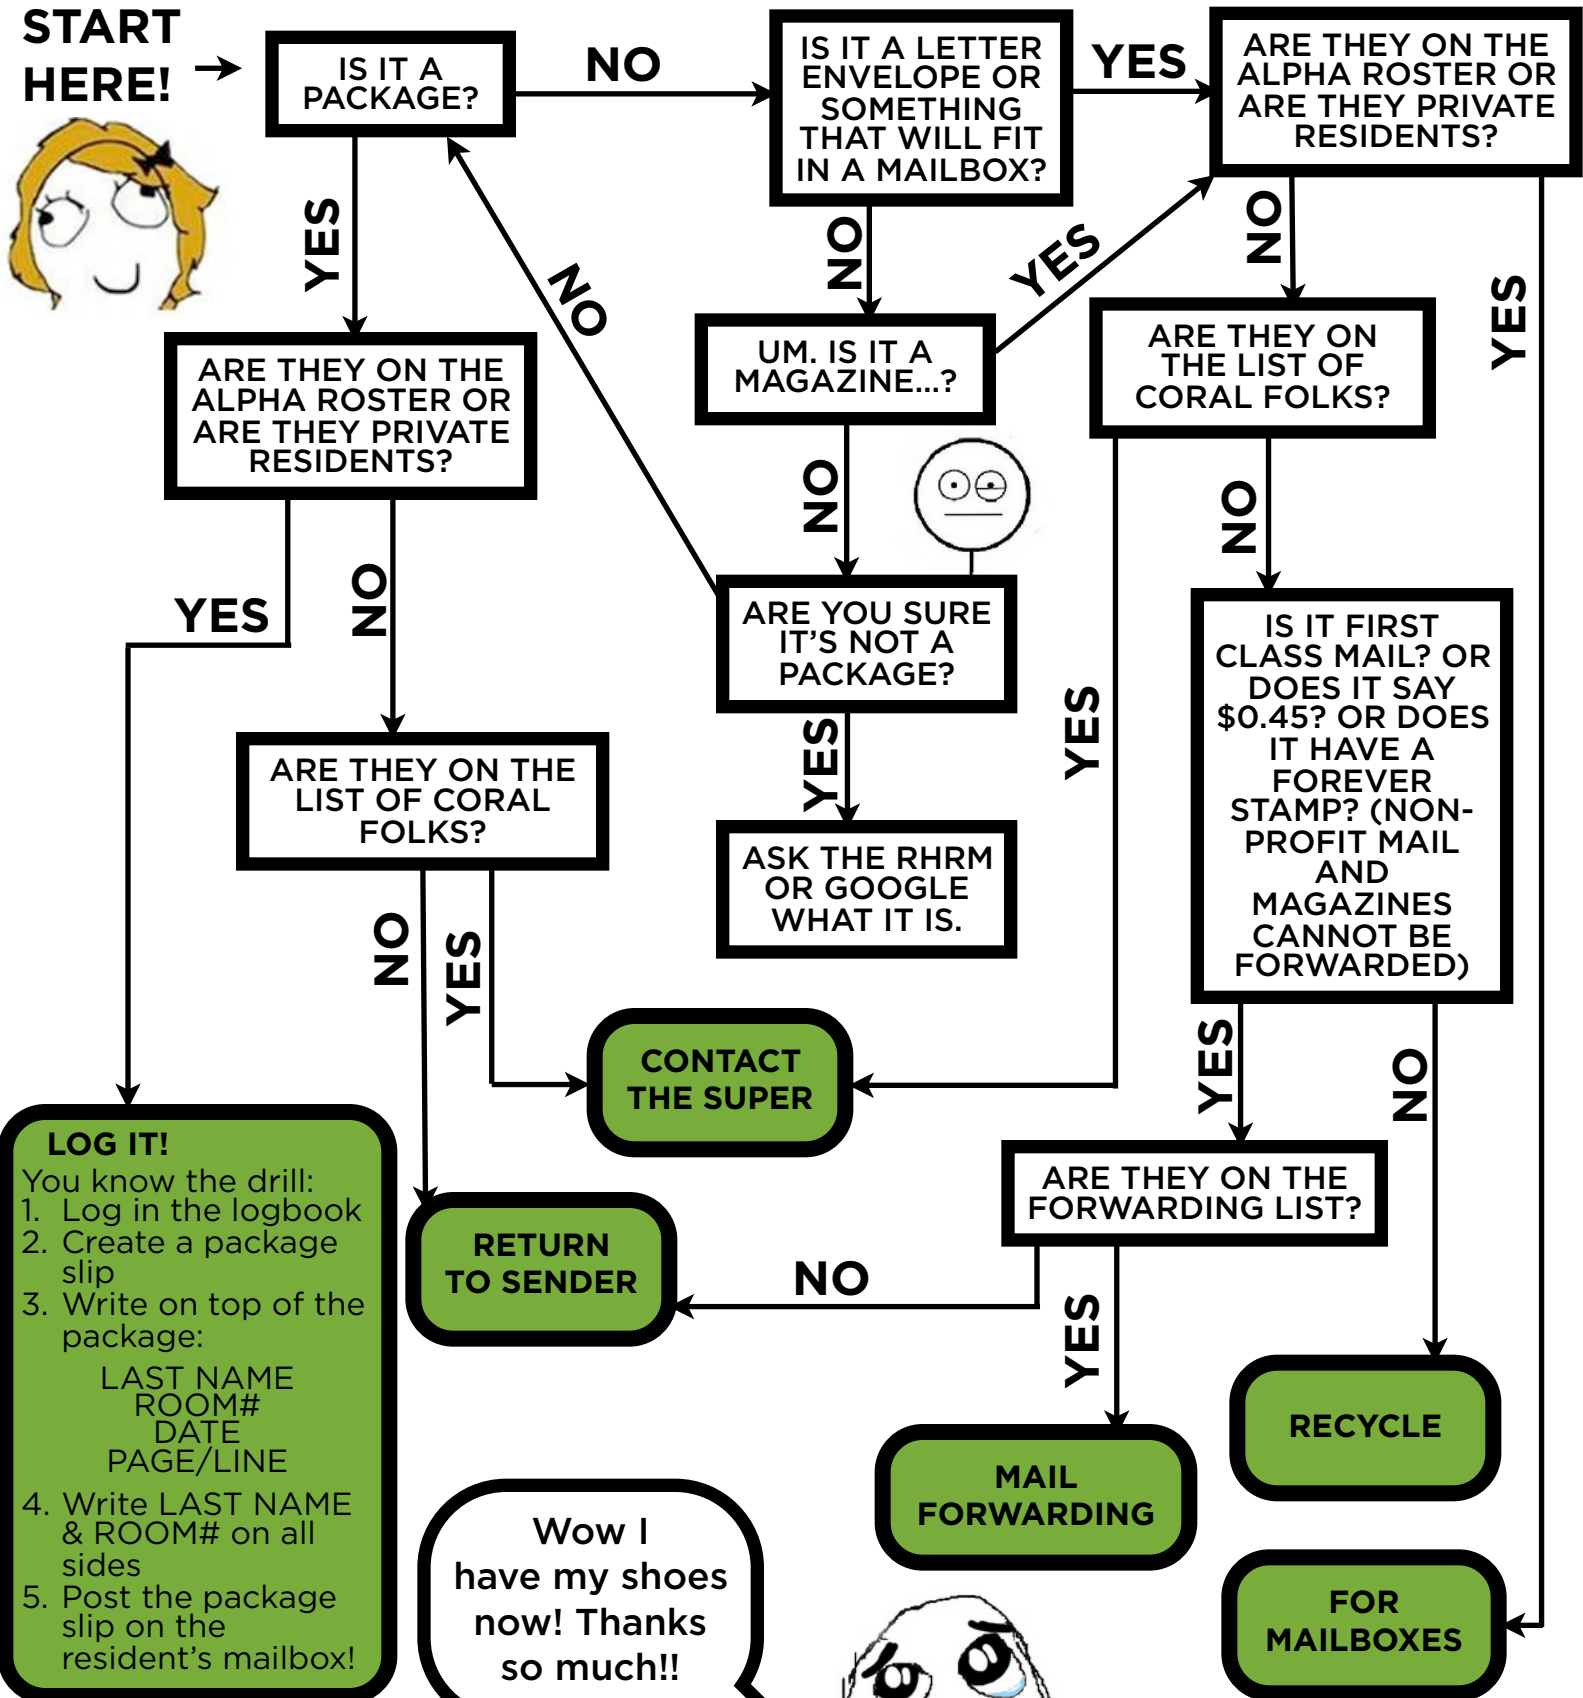 START
HERE!
IS IT A
PACKAGE?
NO
IS IT A LETTER
ENVELOPE OR
SOMETHING
THAT WILL FIT
IN A MAILBOX?
YES
ARE THEY ON THE
ALPHA ROSTER OR
ARE THEY PRIVATE
RESIDENTS?
YES
NO
NO
YES
NO
YES
ARE THEY ON THE
ALPHA ROSTER OR
ARE THEY PRIVATE
RESIDENTS?
UM. IS IT A
MAGAZINE...?
ARE THEY ON
THE LIST OF
CORAL FOLKS?
YES
NO
NO
YES
NO
ARE YOU SURE
IT'S NOT A
PACKAGE?
IS IT FIRST
CLASS MAIL? OR
DOES IT SAY
$0.45? OR DOES
IT HAVE A
FOREVER
STAMP? (NON-
PROFIT MAIL
AND
MAGAZINES
CANNOT BE
FORWARDED)
ARE THEY ON THE
LIST OF CORAL
FOLKS?
YES
ASK THE RHRM
OR GOOGLE
WHAT IT IS.
NO
YES
CONTACT
THE SUPER
YES
NO
LOG IT!
You know the drill:
1. Log in the logbook
2. Create a package
slip
3. Write on top of the
package:
LAST NAME
ROOM#
DATE
PAGE/LINE
4. Write LAST NAME
& ROOM# on all
sides
5. Post the package
slip on the
resident's mailbox!
RETURN
TO SENDER
NO
ARE THEY ON THE
FORWARDING LIST?
YES
MAIL
FORWARDING
RECYCLE
FOR
MAILBOXES
Wow I
have my shoes
now! Thanks
so much!!